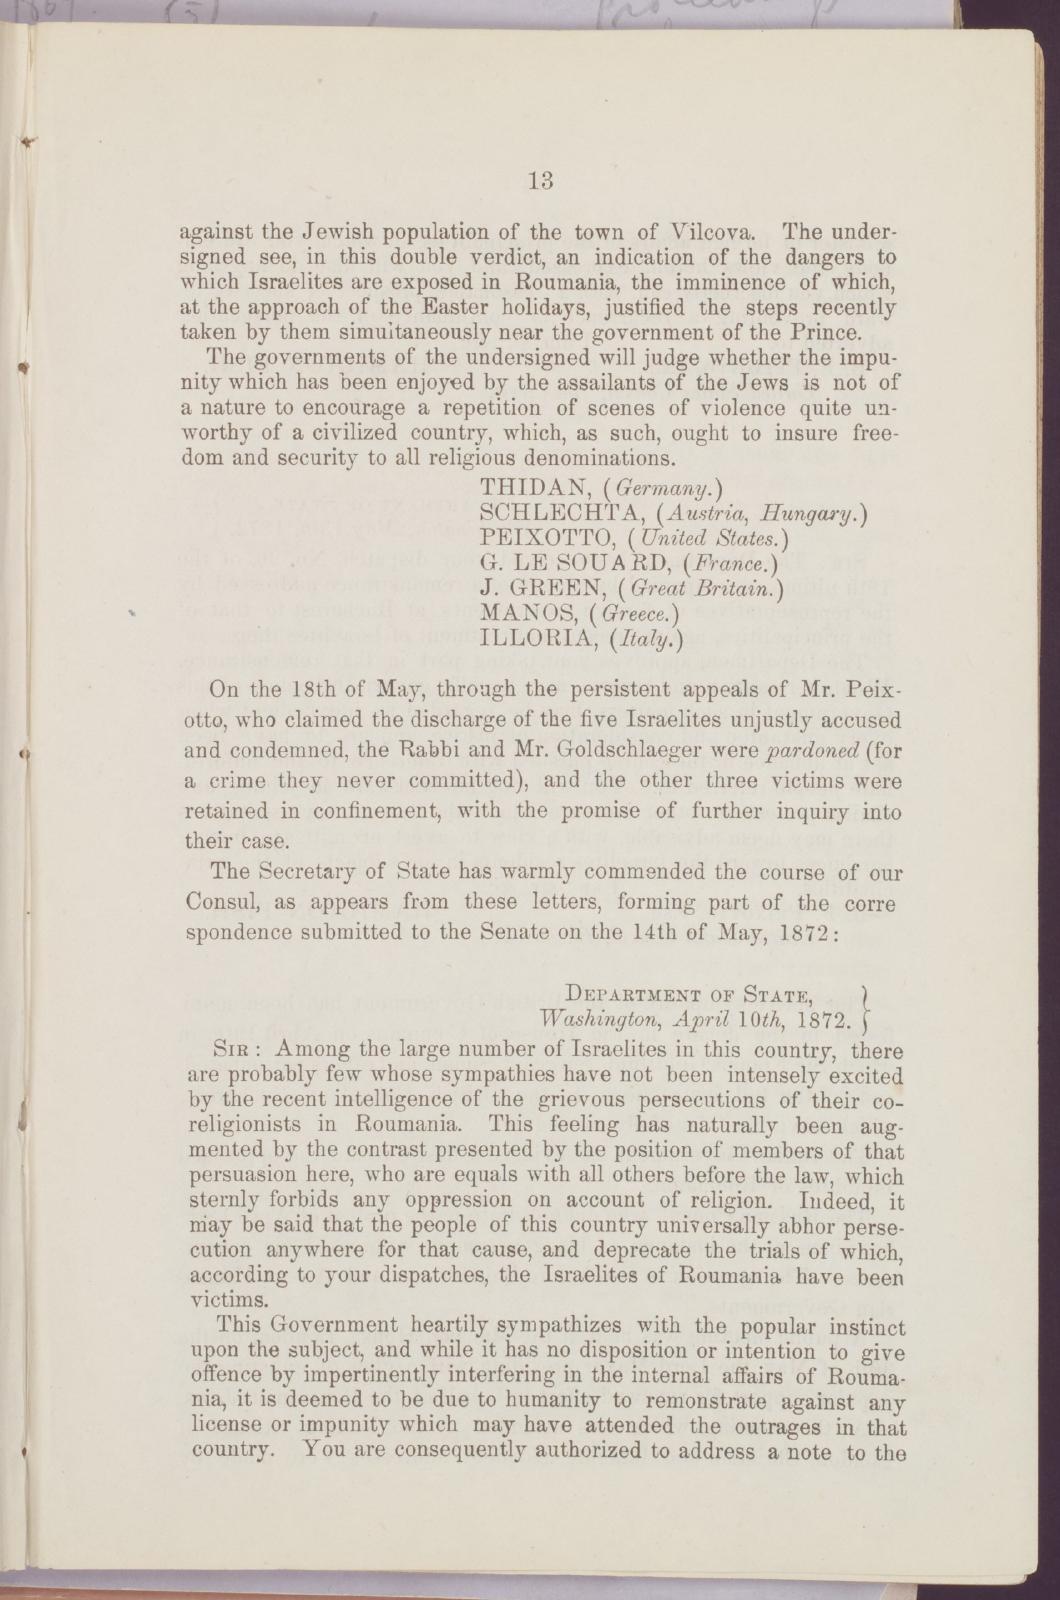 13
against the Jewish population of the town of Vilcova. The under-
signed see, in this double verdict, an indication of the dangers to
which Israelites are exposed in Roumania, the imminence of which,
at the approach of the Easter holidays, justified the steps recently
taken by them simultaneously near the government of the Prince.
The governments of the undersigned will judge whether the impu-
nity which has been enjoyed by the assailants of the Jews is not of
a nature to encourage a repetition of scenes of violence quite un-
worthy of a civilized country, which, as such, ought to insure free-
dom and security to all religious denominations.
THIDAN, (Germany.)
SCHLECHTA, (Austria, Hungary.)
PEIXOTTO, (United States.)
G. LE SOUARD, (France.)
J. GREEN, (Great Britain.)
MANOS, (Greece.)
ILLORIA, (Italy.)
On the 18th of May, through the persistent appeals of Mr. Peix-
otto, who claimed the discharge of the five Israelites unjustly accused
and condemned, the Rabbi and Mr. Goldschlaeger were pardoned (for
a crime they never committed), and the other three victims were
retained in confinement, with the promise of further inquiry into
their case.
The Secretary of State has warmly commended the course of our
Consul, as appears from these letters, forming part of the corre
spondence submitted to the Senate on the 14th of May, 1872:
DEPARTMENT OF STATE,
Washington, April 10th, 1872.
SIR: Among the large number of Israelites in this country, there
are probably few whose sympathies have not been intensely excited
by the recent intelligence of the grievous persecutions of their co-
religionists in Roumania. This feeling has naturally been aug-
mented by the contrast presented by the position of members of that
persuasion here, who are equals with all others before the law, which
sternly forbids any oppression on account of religion. Indeed, it
may be said that the people of this country universally abhor perse-
cution anywhere for that cause, and deprecate the trials of which,
according to your dispatches, the Israelites of Roumania have been
victims.
This Government heartily sympathizes with the popular instinct
upon the subject, and while it has no disposition or intention to give
offence by impertinently interfering in the internal affairs of Rouma-
nia, it is deemed to be due to humanity to remonstrate against any
license or impunity which may have attended the outrages in that
country. You are consequently authorized to address a note to the